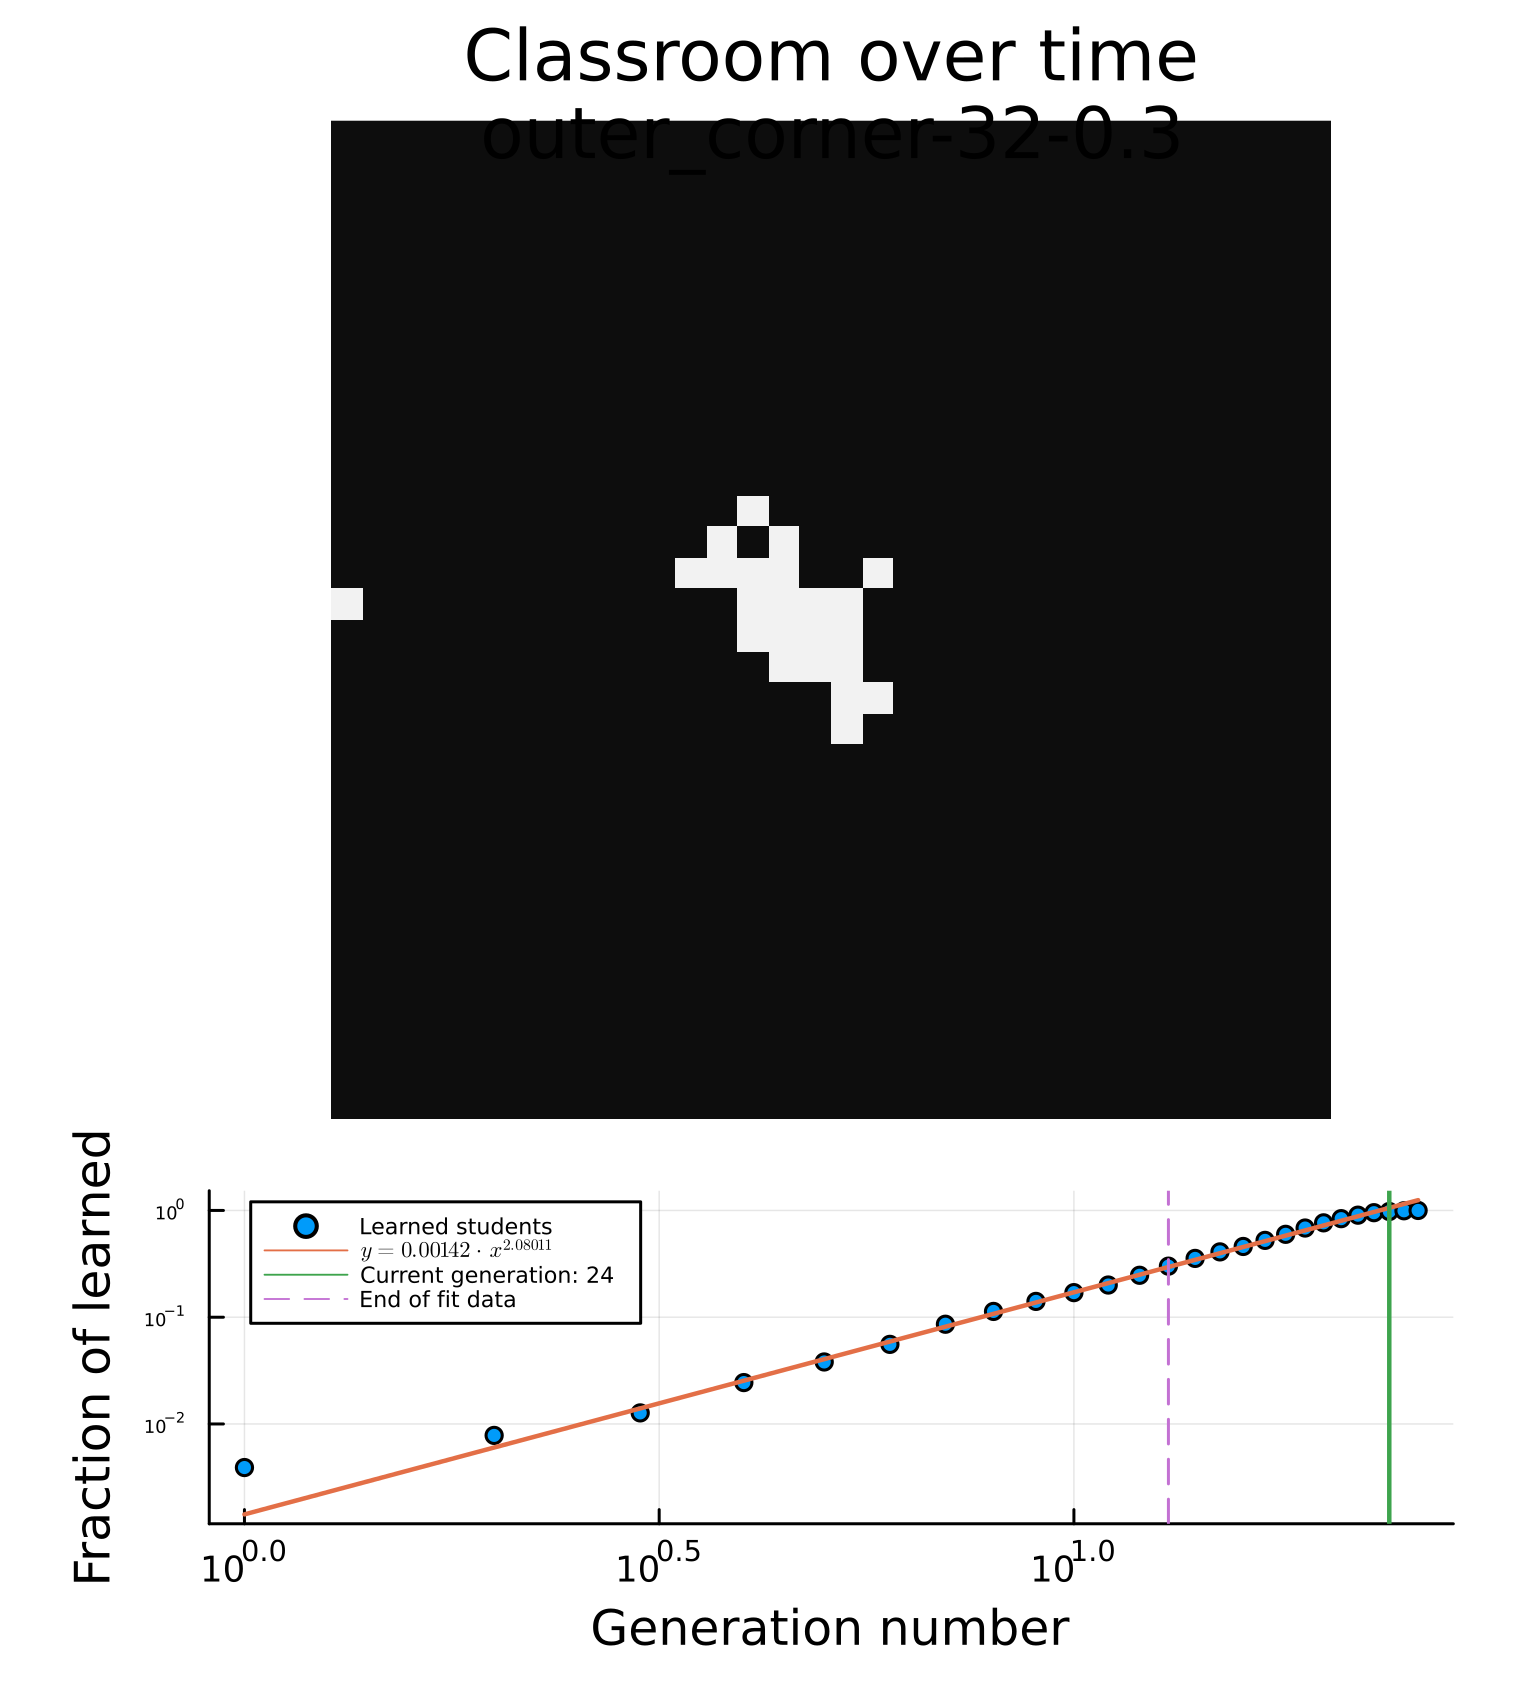 Classroom over time
outer_corner-32-0.3
Fraction of learned
10^0
10^-1
10^-2
Learned students
y = 0.00142 · x^2.08011
Current generation: 24
End of fit data
10^0.0
10^0.5
10^1.0
Generation number